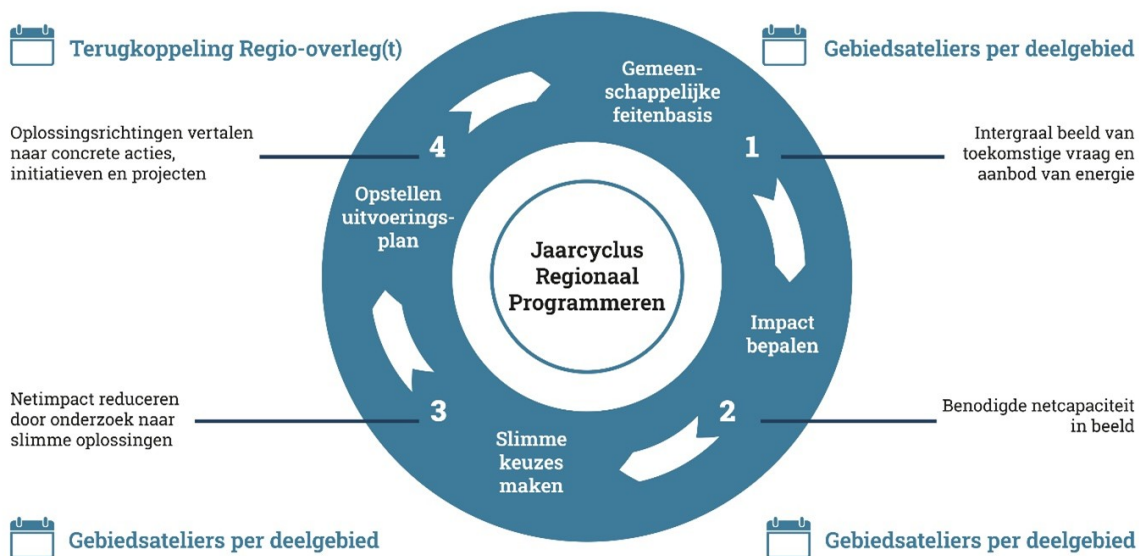 Terugkoppeling Regio-overleg(t)
Gebiedsateliers per deelgebied
Gemeen-
schappelijke
feitenbasis
1
Intergraal beeld van
toekomstige vraag en
aanbod van energie
4
Oplossingsrichtingen vertalen
naar concrete acties,
initiatieven en projecten
Opstellen
uitvoerings-
plan
Jaarcyclus
Regionaal
Programmeren
Impact
bepalen
2
Benodigde netcapaciteit
in beeld
3
Netimpact reduceren
door onderzoek naar
slimme oplossingen
Slimme
keuzes
maken
Gebiedsateliers per deelgebied
Gebiedsateliers per deelgebied